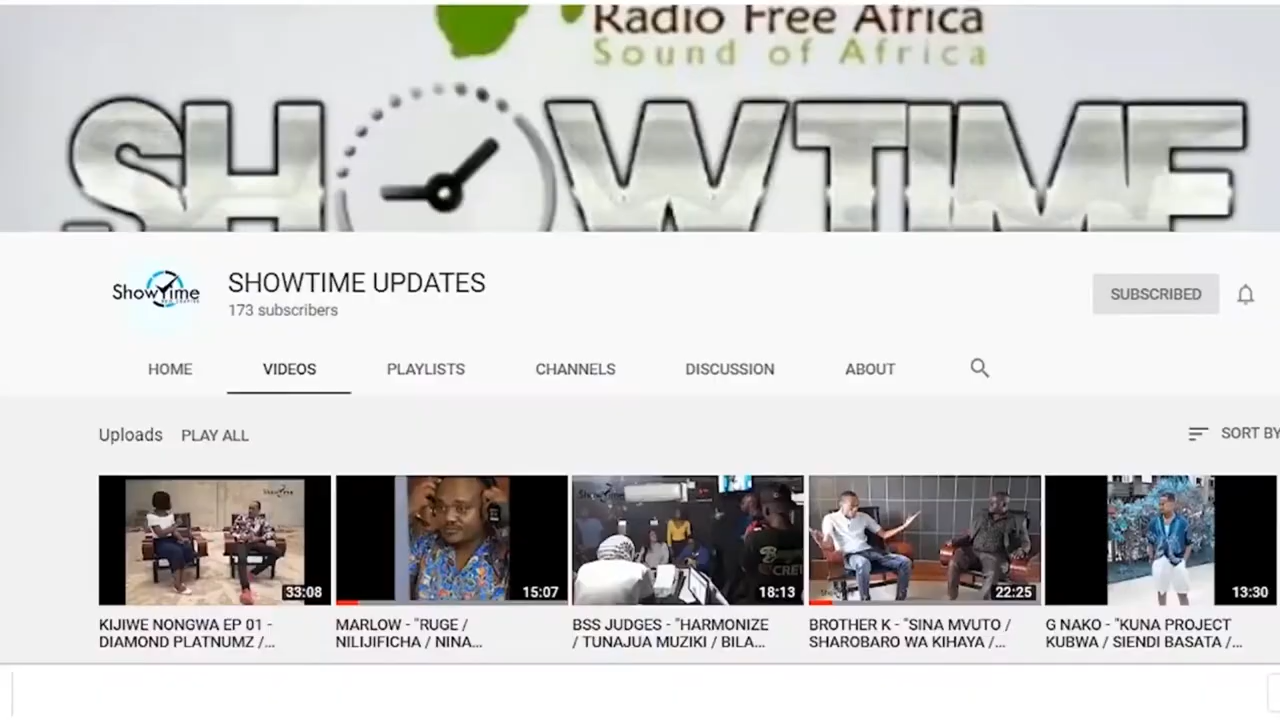 Radio Free Africa
Sound of Africa
SHOWTIME
ShowTime
SHOWTIME UPDATES
173 subscribers
SUBSCRIBED
HOME VIDEOS PLAYLISTS CHANNELS DISCUSSION ABOUT
Uploads PLAY ALL
SORT BY
33:08 15:07 18:13 22:25 13:30
KIJIWE NONGWA EP 01 -
DIAMOND PLATNUMZ /...
MARLOW - "RUGE /
NILIJIFICHA / NINA...
BSS JUDGES - "HARMONIZE
/ TUNAJUA MUZIKI / BILA...
BROTHER K - "SINA MVUTO /
SHAROBARO WA KIHAYA /...
G NAKO - "KUNA PROJECT
KUBWA / SIENDI BASATA /...